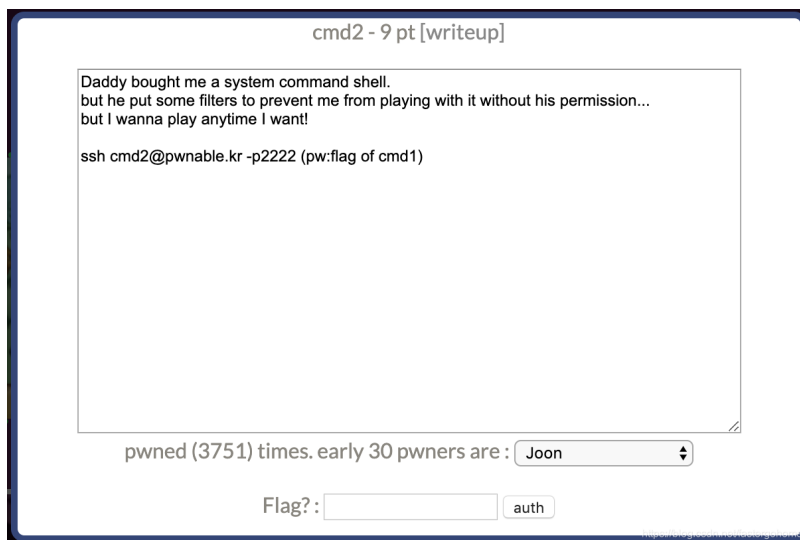 cmd2 - 9 pt [writeup]
Daddy bought me a system command shell.
but he put some filters to prevent me from playing with it without his permission...
but I wanna play anytime I want!
ssh cmd2@pwnable.kr -p2222 (pw:flag of cmd1)
pwned (3751) times. early 30 pwners are : Joon
Flag? : auth